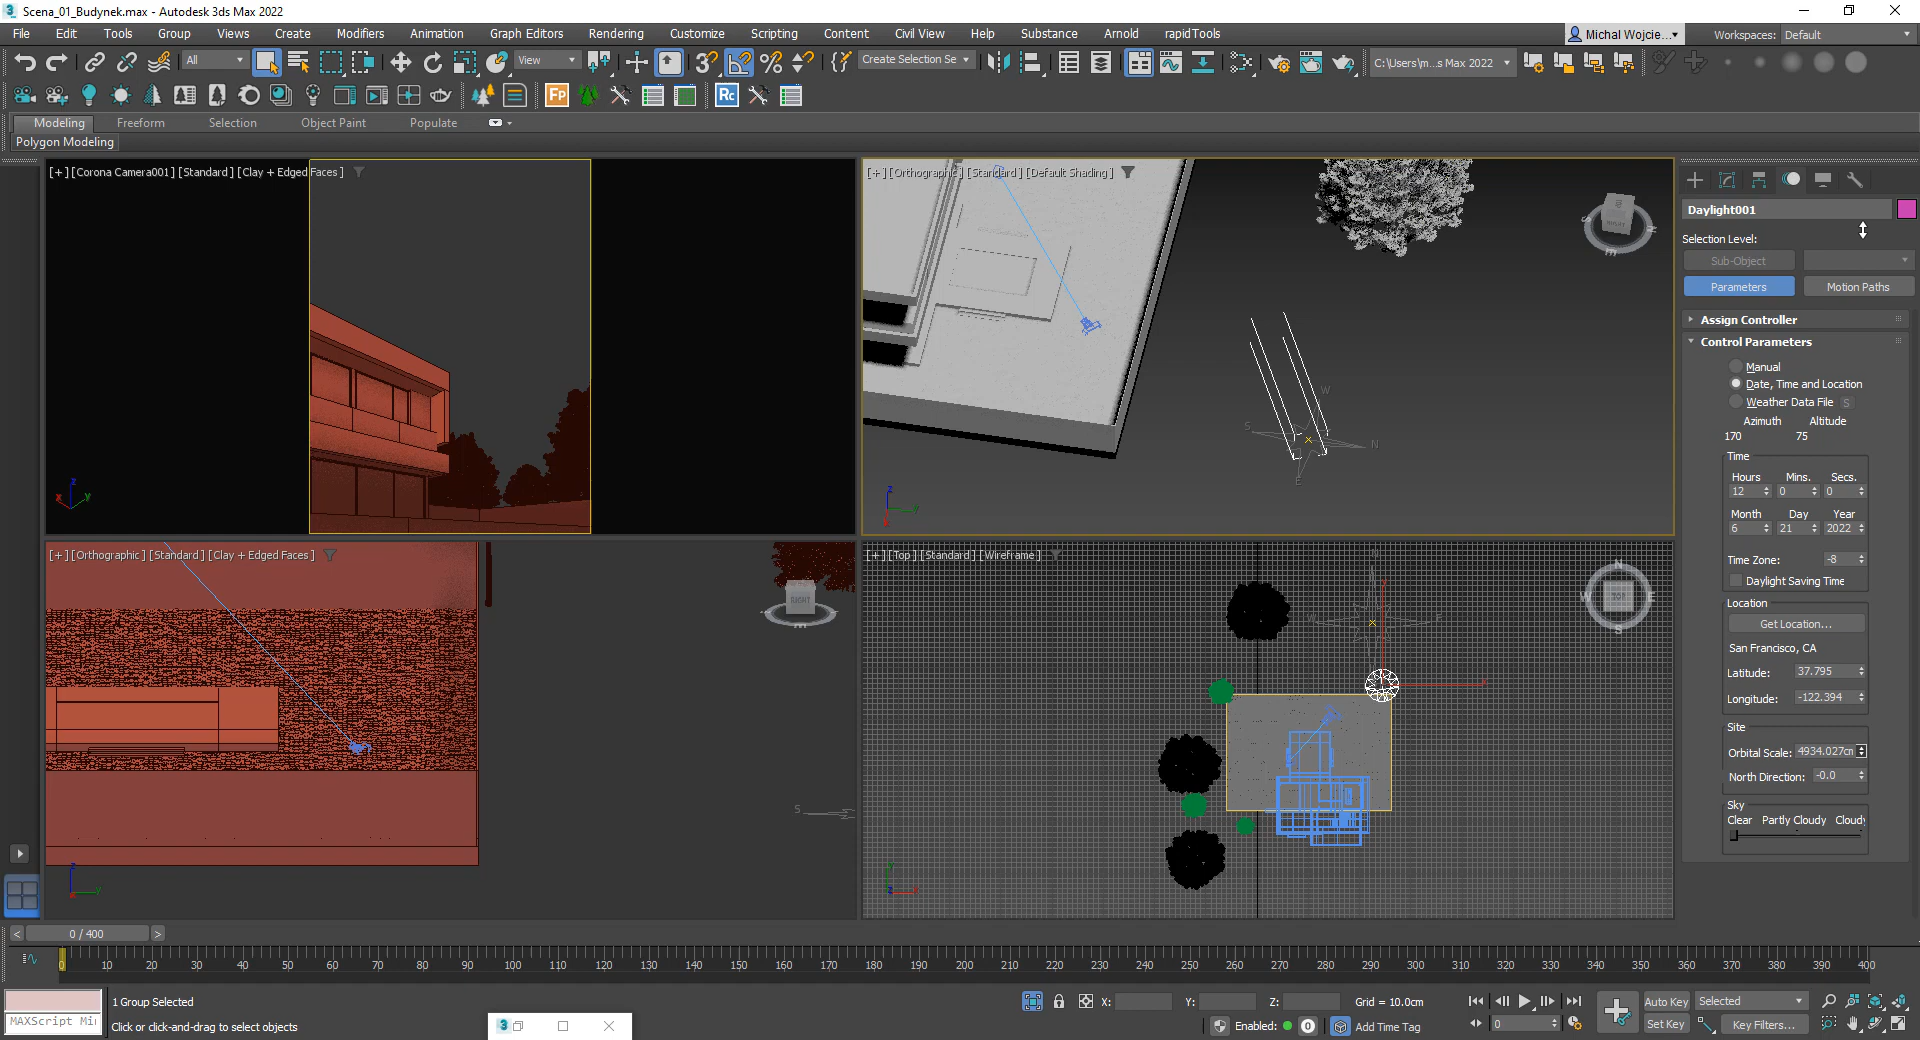 Scena_01_Budynek.max - Autodesk 3ds Max 2022
File Edit Tools Group Views Create Modifiers Animation Graph Editors Rendering Customize Scripting Content Civil View Help Substance Arnold rapidTools
Michal Wojcie... Workspaces: Default
All View Create Selection Se C:\Users\m...s Max 2022
Fp Rc
Modeling Freeform Selection Object Paint Populate
Polygon Modeling
[+] [Corona Camera001] [Standard] [Clay + Edged Faces]
[+] [Orthographic] [Standard] [Default Shading]
Daylight001
Selection Level:
Sub-Object
Parameters Motion Paths
Assign Controller
Control Parameters
Manual
Date, Time and Location
Weather Data File S
Azimuth Altitude
170 75
Time
Hours Mins. Secs.
12 0 0
Month Day Year
6 21 2022
Time Zone: -8
Daylight Saving Time
Location
Get Location...
San Francisco, CA
Latitude: 37.795
Longitude: -122.394
Site
Orbital Scale: 4934.027cm
North Direction: -0.0
Sky
Clear Partly Cloudy Cloudy
W
S N
E
z
x y
z
y
x
[+] [Orthographic] [Standard] [Clay + Edged Faces]
[+] [Top] [Standard] [Wireframe]
RIGHT
N
W TOP E
S
N
W E
S
x
z
y
x
y
z x
< 0 / 400 >
0 10 20 30 40 50 60 70 80 90 100 110 120 130 140 150 160 170 180 190 200 210 220 230 240 250 260 270 280 290 300 310 320 330 340 350 360 370 380 390 400
1 Group Selected
X: Y: Z: Grid = 10.0cm
Auto Key Selected
MAXScript Mi
Click or click-and-drag to select objects
3
Enabled: 0 Add Time Tag
0
Set Key Key Filters...